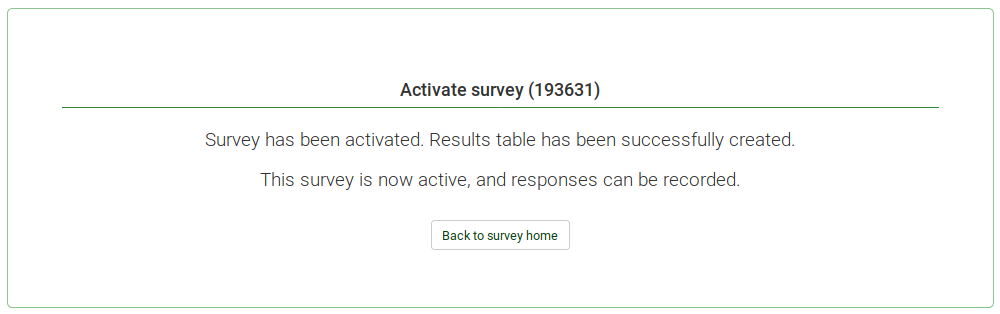 Activate survey (193631)
Survey has been activated. Results table has been successfully created.
This survey is now active, and responses can be recorded.
Back to survey home